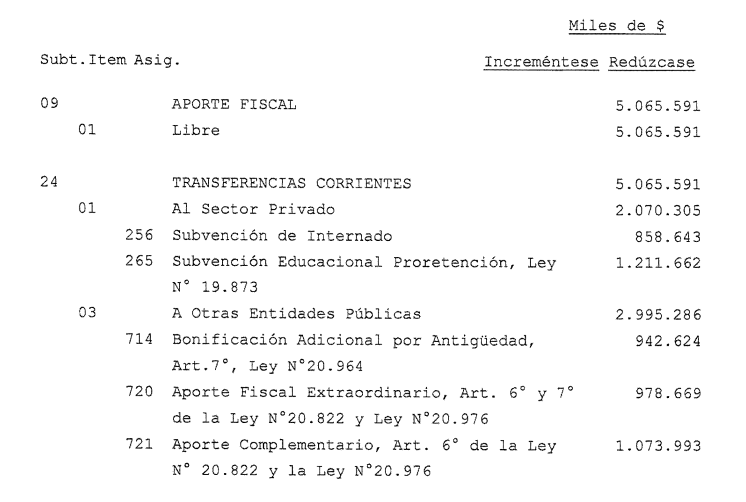 Miles de $
Subt. Item Asig. Increméntese Redúzcase
09 APORTE FISCAL 5.065.591
01 Libre 5.065.591
24 TRANSFERENCIAS CORRIENTES 5.065.591
01 Al Sector Privado 2.070.305
256 Subvención de Internado 858.643
265 Subvención Educacional Proretención, Ley 1.211.662
N° 19.873
03 A Otras Entidades Públicas 2.995.286
714 Bonificación Adicional por Antigüedad, 942.624
Art.7°, Ley N°20.964
720 Aporte Fiscal Extraordinario, Art. 6° y 7° 978.669
de la Ley N°20.822 y Ley N°20.976
721 Aporte Complementario, Art. 6° de la Ley 1.073.993
N° 20.822 y la Ley N°20.976